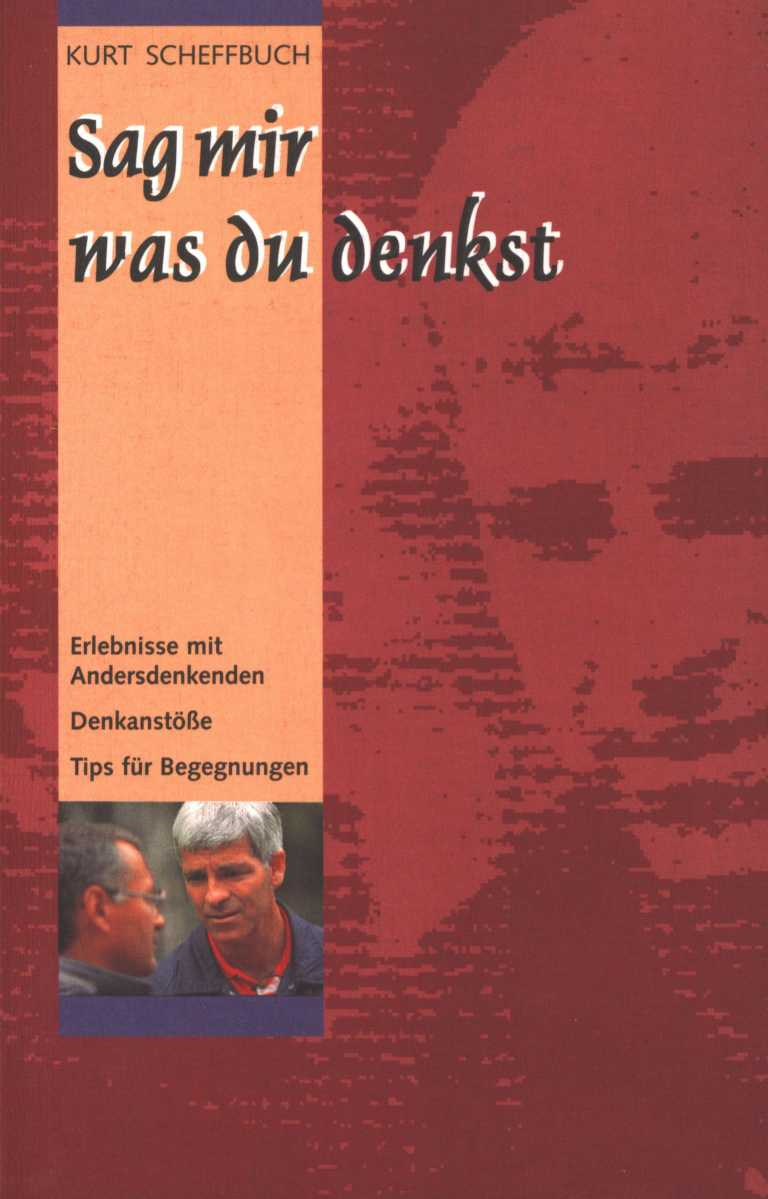 KURT SCHEFFBUCH
Sag mir
was du denkst
Erlebnisse mit
Andersdenkenden
Denkanstöße
Tips für Begegnungen